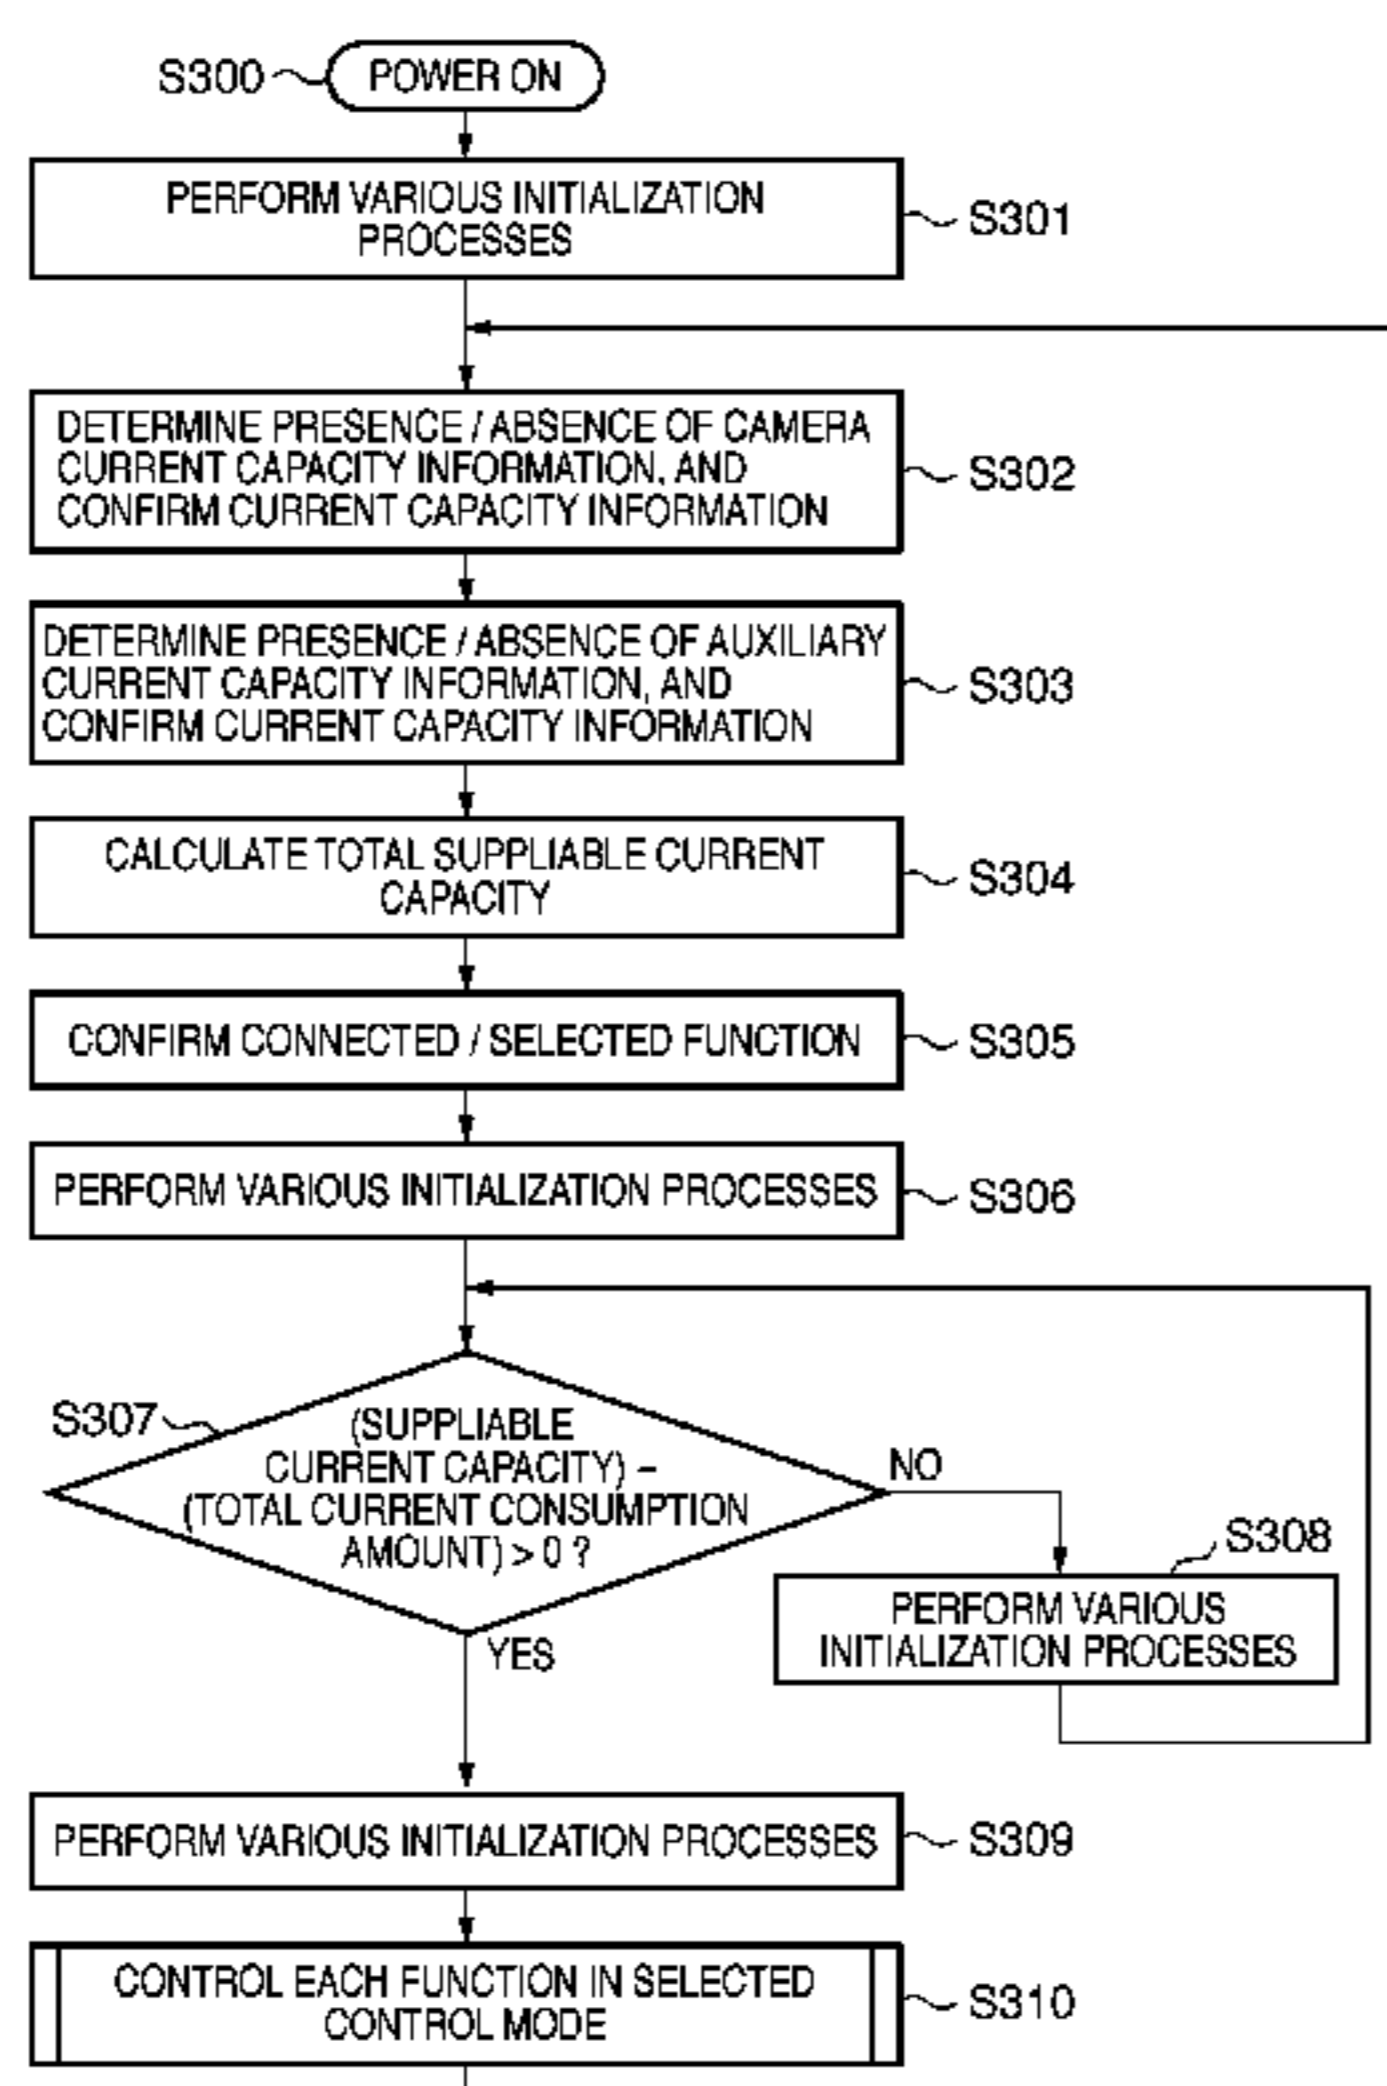 S300
POWER ON
PERFORM VARIOUS INITIALIZATION
PROCESSES
S301
DETERMINE PRESENCE / ABSENCE OF CAMERA
CURRENT CAPACITY INFORMATION, AND
CONFIRM CURRENT CAPACITY INFORMATION
S302
DETERMINE PRESENCE / ABSENCE OF AUXILIARY
CURRENT CAPACITY INFORMATION, AND
CONFIRM CURRENT CAPACITY INFORMATION
S303
CALCULATE TOTAL SUPPLIABLE CURRENT
CAPACITY
S304
CONFIRM CONNECTED / SELECTED FUNCTION
S305
PERFORM VARIOUS INITIALIZATION PROCESSES
S306
S307
(SUPPLIABLE
CURRENT CAPACITY) –
(TOTAL CURRENT CONSUMPTION
AMOUNT) > 0 ?
NO
YES
S308
PERFORM VARIOUS
INITIALIZATION PROCESSES
PERFORM VARIOUS INITIALIZATION PROCESSES
S309
CONTROL EACH FUNCTION IN SELECTED
CONTROL MODE
S310